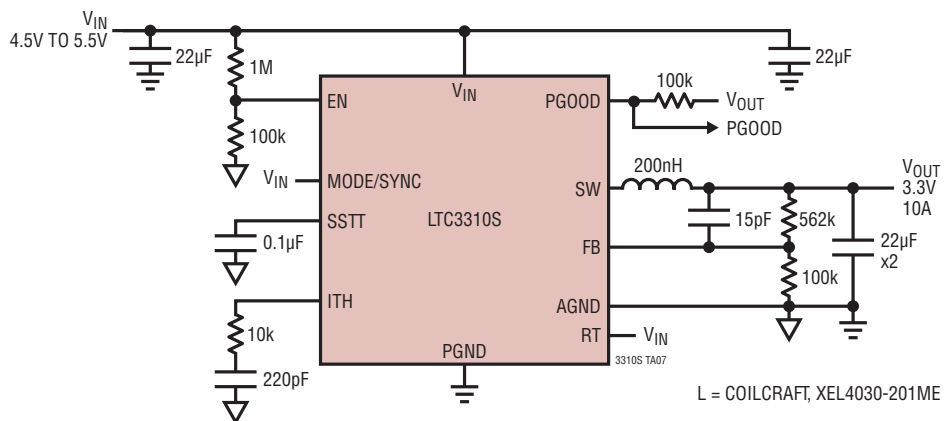 VIN
4.5V TO 5.5V
22µF
1M
100k
22µF
EN
VIN
PGOOD
100k
VOUT
PGOOD
VIN
MODE/SYNC
LTC3310S
SW
200nH
VOUT
3.3V
10A
SSTT
0.1µF
15pF
562k
22µF
x2
FB
100k
ITH
10k
220pF
AGND
RT
VIN
PGND
3310S TA07
L = COILCRAFT, XEL4030-201ME